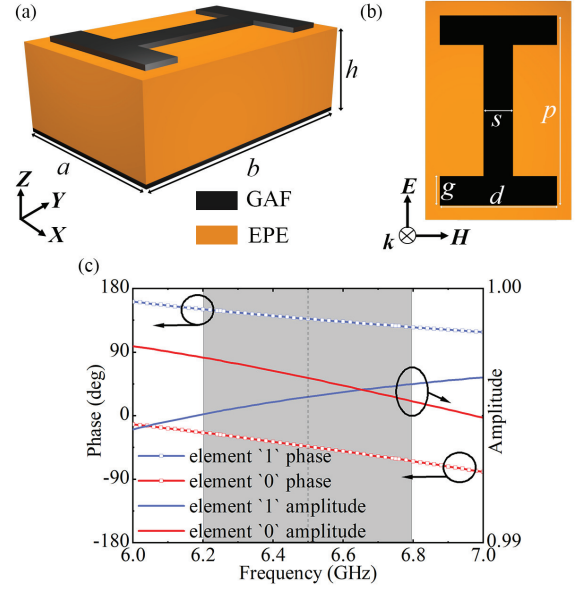 (a)
h
a
b
Z
Y
X
GAF
EPE
(b)
s
p
g
d
E
k
H
(c)
180
90
0
-90
-180
Phase (deg)
1.00
0.99
Amplitude
element `1` phase
element `0` phase
element `1` amplitude
element `0` amplitude
6.0 6.2 6.4 6.6 6.8 7.0
Frequency (GHz)